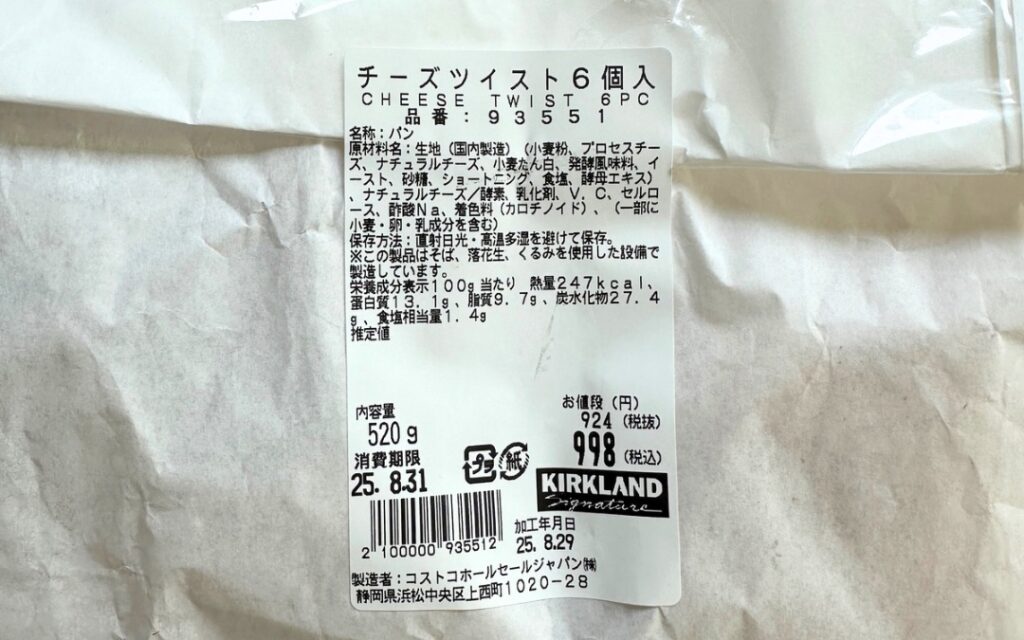 チーズツイスト6個入
CHEESE TWIST 6PC
品番:93551
名称:パン
原材料名:生地(国内製造)(小麦粉、プロセスチー
ズ、ナチュラルチーズ、小麦たん白、発酵風味料、イ
ースト、砂糖、ショートニング、食塩、酵母エキス)
、ナチュラルチーズ/酵素、乳化剤、V.C、セルロ
ース、酢酸Na、着色料(カロチノイド)、(一部に
小麦・卵・乳成分を含む)
保存方法:直射日光・高温多湿を避けて保存。
※この製品はそば、落花生、くるみを使用した設備で
製造しています。
栄養成分表示100g当たり 熱量247kcal、
蛋白質13.1g、脂質9.7g、炭水化物27.4
g、食塩相当量1.4g
推定値
内容量
520g
消費期限
25.8.31
お値段(円)
924(税抜)
998(税込)
プラ
紙
KIRKLAND
Signature
2 100000 935512
加工年月日
25.8.29
製造者:コストコホールセールジャパン㈱
静岡県浜松中央区上西町1020-28